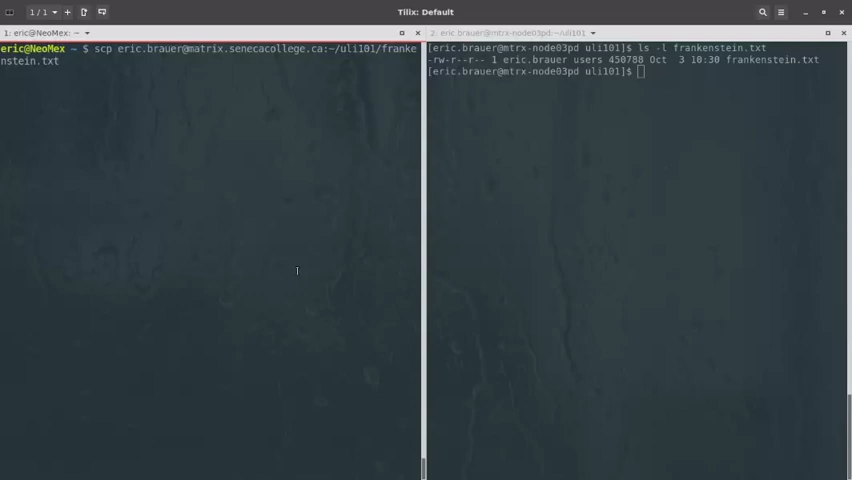 1 / 1
Tilix: Default
1: eric@NeoMex: ~
eric@NeoMex ~ $ scp eric.brauer@matrix.senecacollege.ca:~/uli101/franke
nstein.txt
2: eric.brauer@mtrx-node03pd:~/uli101
[eric.brauer@mtrx-node03pd uli101]$ ls -l frankenstein.txt
-rw-r--r-- 1 eric.brauer users 450788 Oct  3 10:30 frankenstein.txt
[eric.brauer@mtrx-node03pd uli101]$